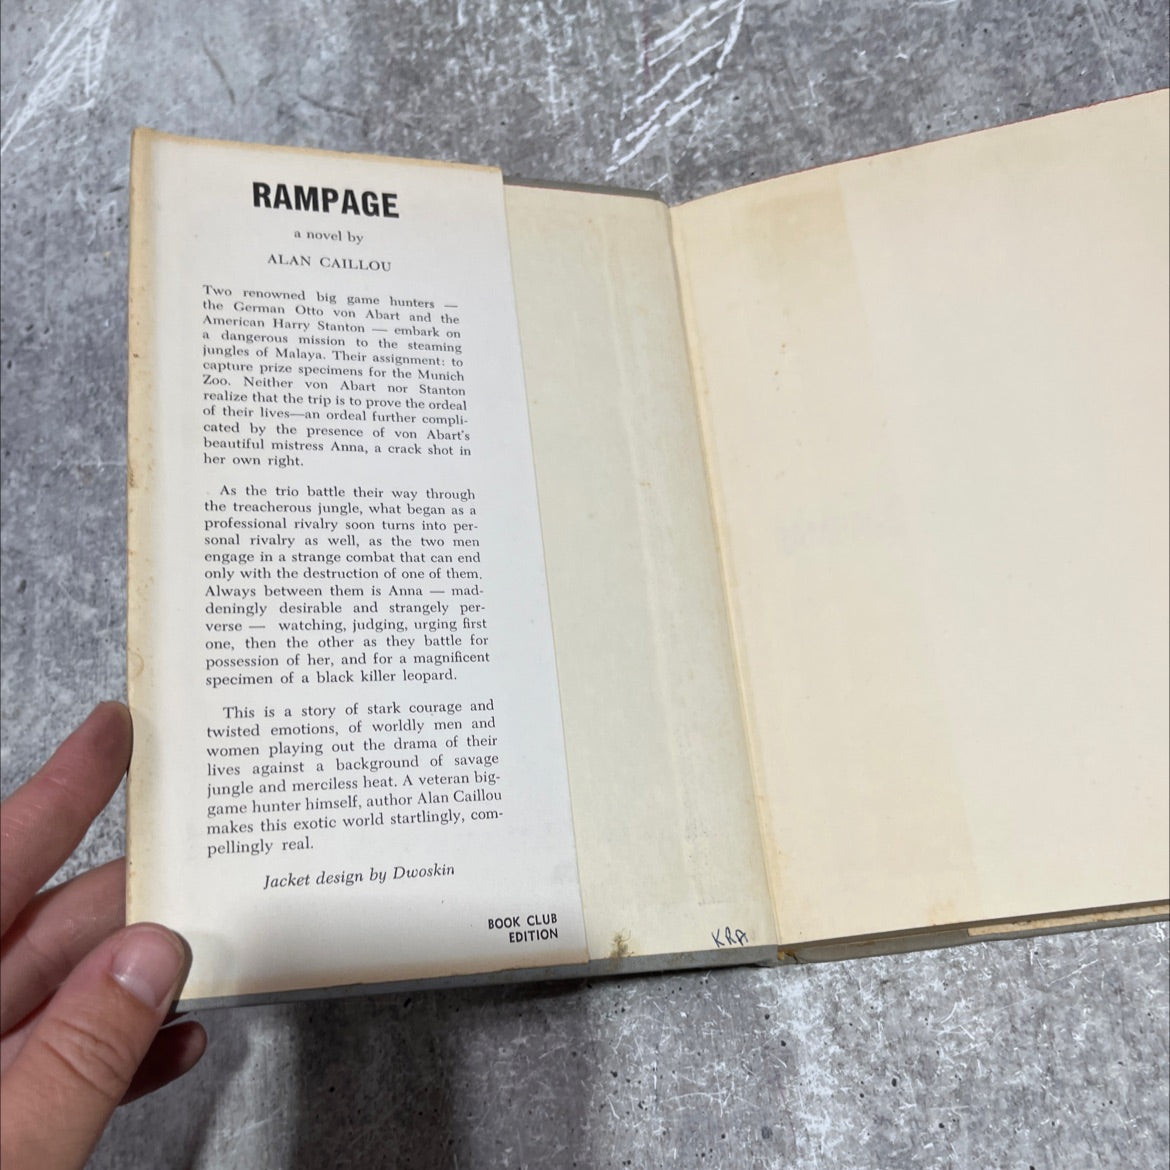 RAMPAGE
a novel by
ALAN CAILLOU
Two renowned big game hunters —
the German Otto von Abart and the
American Harry Stanton — embark on
a dangerous mission to the steaming
jungles of Malaya. Their assignment: to
capture prize specimens for the Munich
Zoo. Neither von Abart nor Stanton
realize that the trip is to prove the ordeal
of their lives—an ordeal further compli-
cated by the presence of von Abart's
beautiful mistress Anna, a crack shot in
her own right.
As the trio battle their way through
the treacherous jungle, what began as a
professional rivalry soon turns into per-
sonal rivalry as well, as the two men
engage in a strange combat that can end
only with the destruction of one of them.
Always between them is Anna — mad-
deningly desirable and strangely per-
verse — watching, judging, urging first
one, then the other as they battle for
possession of her, and for a magnificent
specimen of a black killer leopard.
This is a story of stark courage and
twisted emotions, of worldly men and
women playing out the drama of their
lives against a background of savage
jungle and merciless heat. A veteran big-
game hunter himself, author Alan Caillou
makes this exotic world startlingly, com-
pellingly real.
Jacket design by Dwoskin
BOOK CLUB
EDITION
KRA